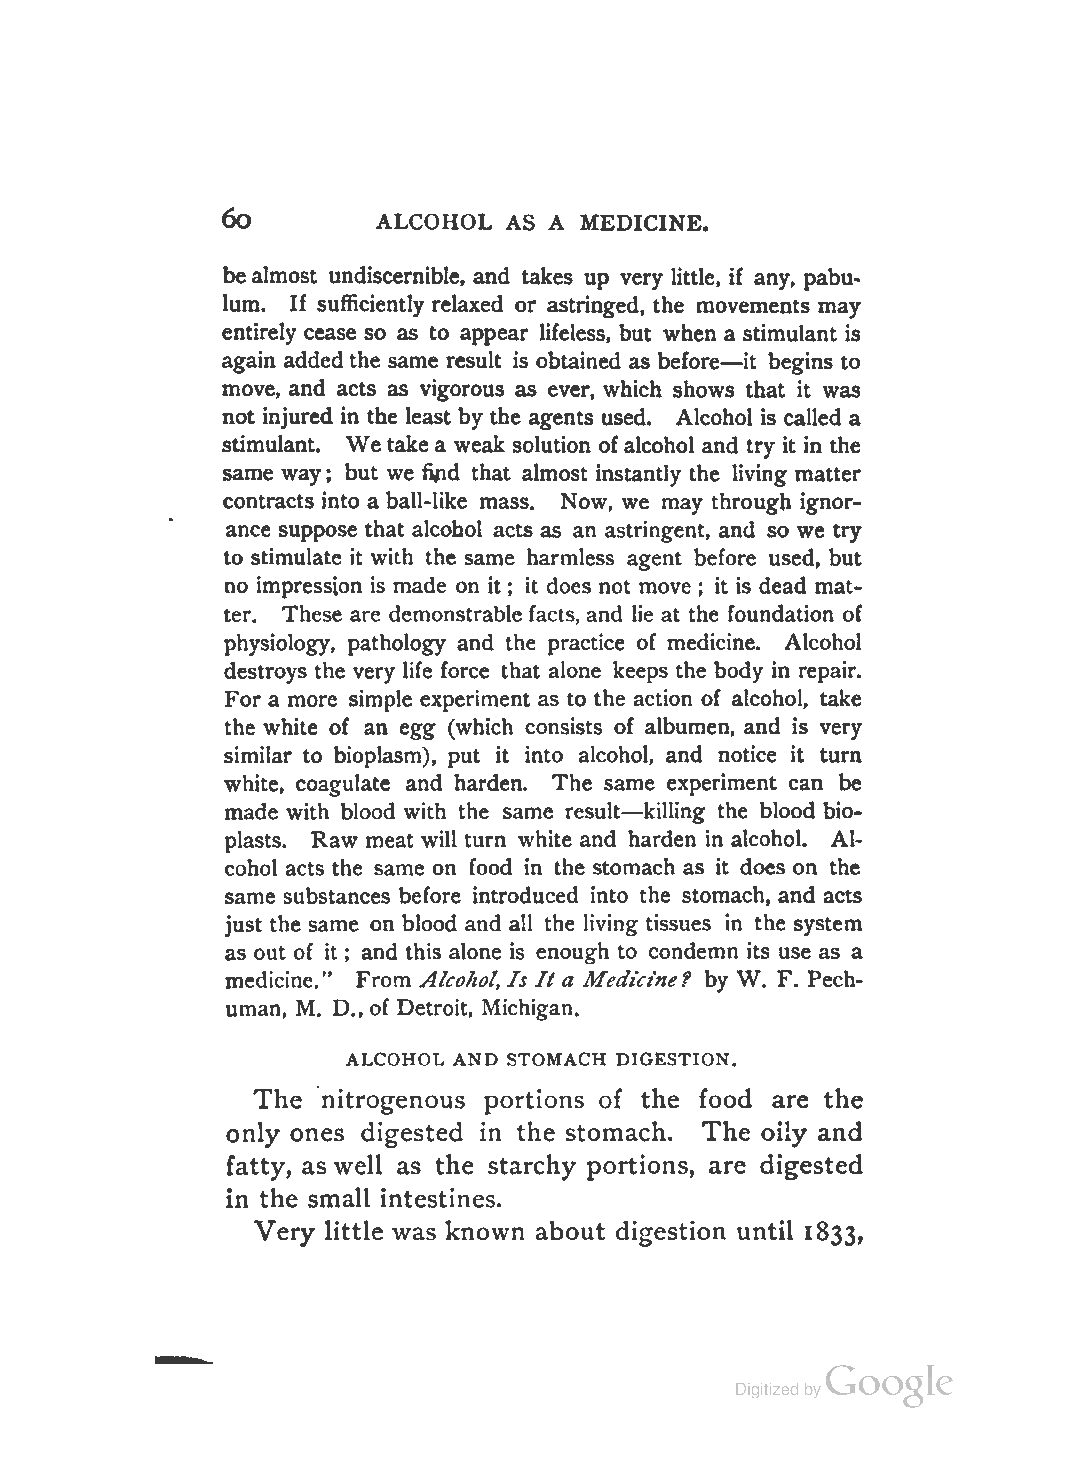 60 ALCOHOL AS A MEDICINE.
be almost undiscernible, and takes up very little, if any, pabu-
lum. If sufficiently relaxed or astringed, the movements may
entirely cease so as to appear lifeless, but when a stimulant is
again added the same result is obtained as before—it begins to
move, and acts as vigorous as ever, which shows that it was
not injured in the least by the agents used. Alcohol is called a
stimulant. We take a weak solution of alcohol and try it in the
same way; but we find that almost instantly the living matter
contracts into a ball-like mass. Now, we may through ignor-
ance suppose that alcohol acts as an astringent, and so we try
to stimulate it with the same harmless agent before used, but
no impression is made on it; it does not move; it is dead mat-
ter. These are demonstrable facts, and lie at the foundation of
physiology, pathology and the practice of medicine. Alcohol
destroys the very life force that alone keeps the body in repair.
For a more simple experiment as to the action of alcohol, take
the white of an egg (which consists of albumen, and is very
similar to bioplasm), put it into alcohol, and notice it turn
white, coagulate and harden. The same experiment can be
made with blood with the same result—killing the blood bio-
plasts. Raw meat will turn white and harden in alcohol. Al-
cohol acts the same on food in the stomach as it does on the
same substances before introduced into the stomach, and acts
just the same on blood and all the living tissues in the system
as out of it; and this alone is enough to condemn its use as a
medicine." From Alcohol, Is It a Medicine? by W. F. Pech-
uman, M. D., of Detroit, Michigan.
ALCOHOL AND STOMACH DIGESTION.
The nitrogenous portions of the food are the
only ones digested in the stomach. The oily and
fatty, as well as the starchy portions, are digested
in the small intestines.
Very little was known about digestion until 1833,
Digitized by Google